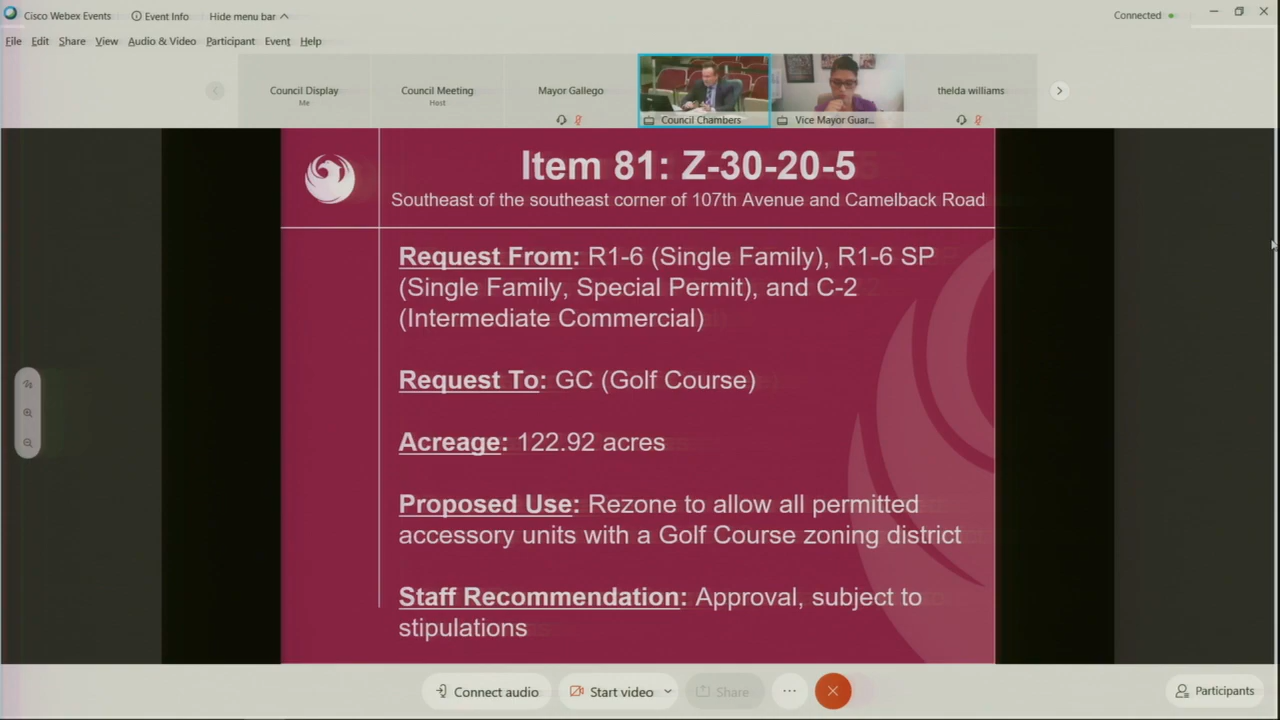 Cisco Webex Events
Event Info
Hide menu bar
Connected
File Edit Share View Audio & Video Participant Event Help
Council Display
Me
Council Meeting
Host
Mayor Gallego
Council Chambers
Vice Mayor Guar...
thelda williams
Item 81: Z-30-20-5
Southeast of the southeast corner of 107th Avenue and Camelback Road
Request From: R1-6 (Single Family), R1-6 SP
(Single Family, Special Permit), and C-2
(Intermediate Commercial)
Request To: GC (Golf Course)
Acreage: 122.92 acres
Proposed Use: Rezone to allow all permitted
accessory units with a Golf Course zoning district
Staff Recommendation: Approval, subject to
stipulations
Connect audio
Start video
Share
Participants